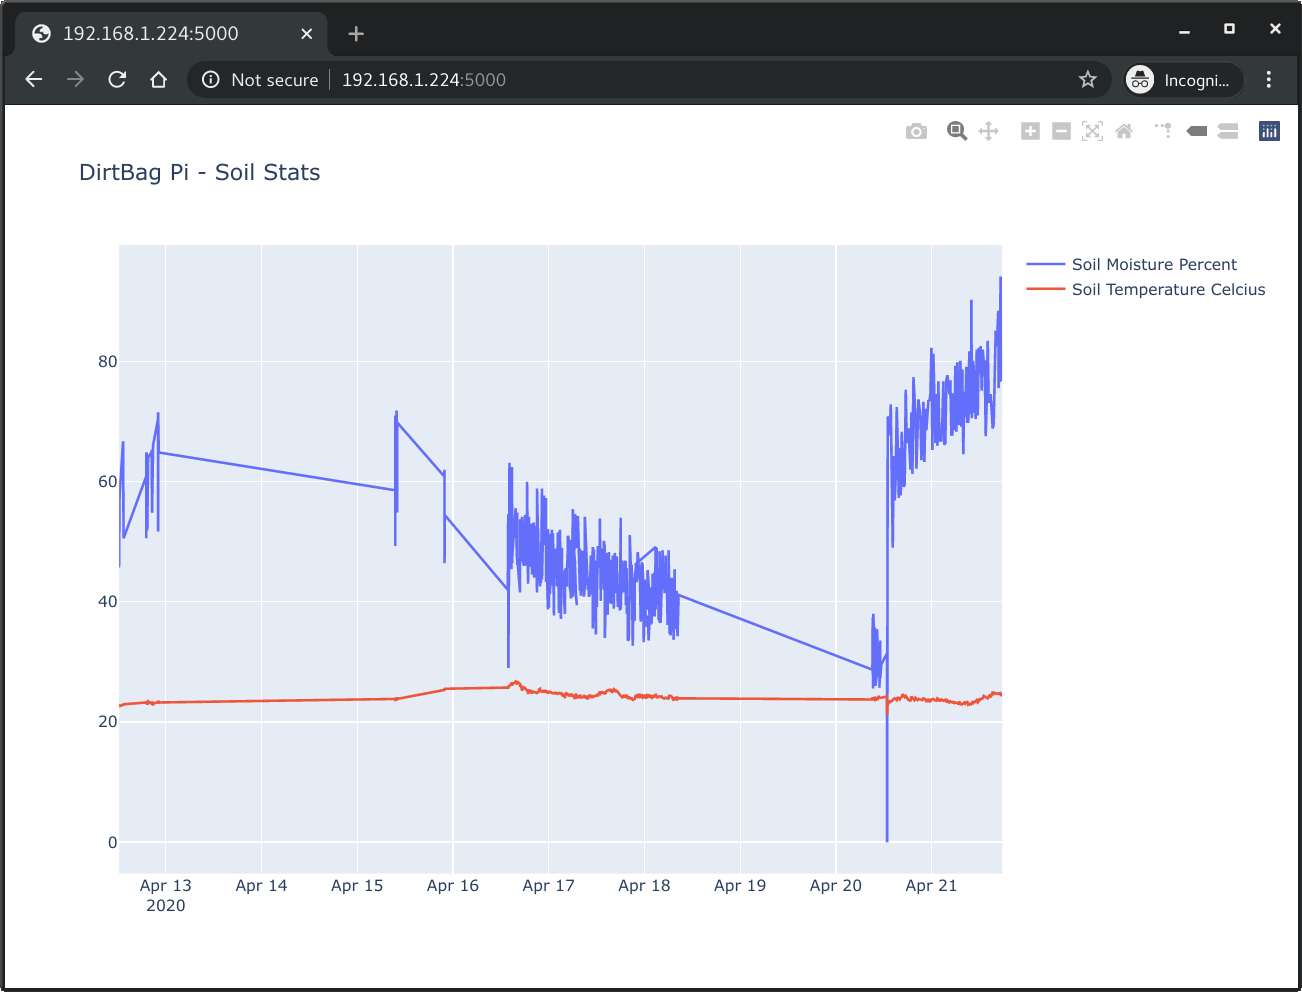 192.168.1.224:5000
Not secure
192.168.1.224:5000
Incogni...
DirtBag Pi - Soil Stats
Soil Moisture Percent
Soil Temperature Celcius
80
60
40
20
0
Apr 13 Apr 14 Apr 15 Apr 16 Apr 17 Apr 18 Apr 19 Apr 20 Apr 21
2020